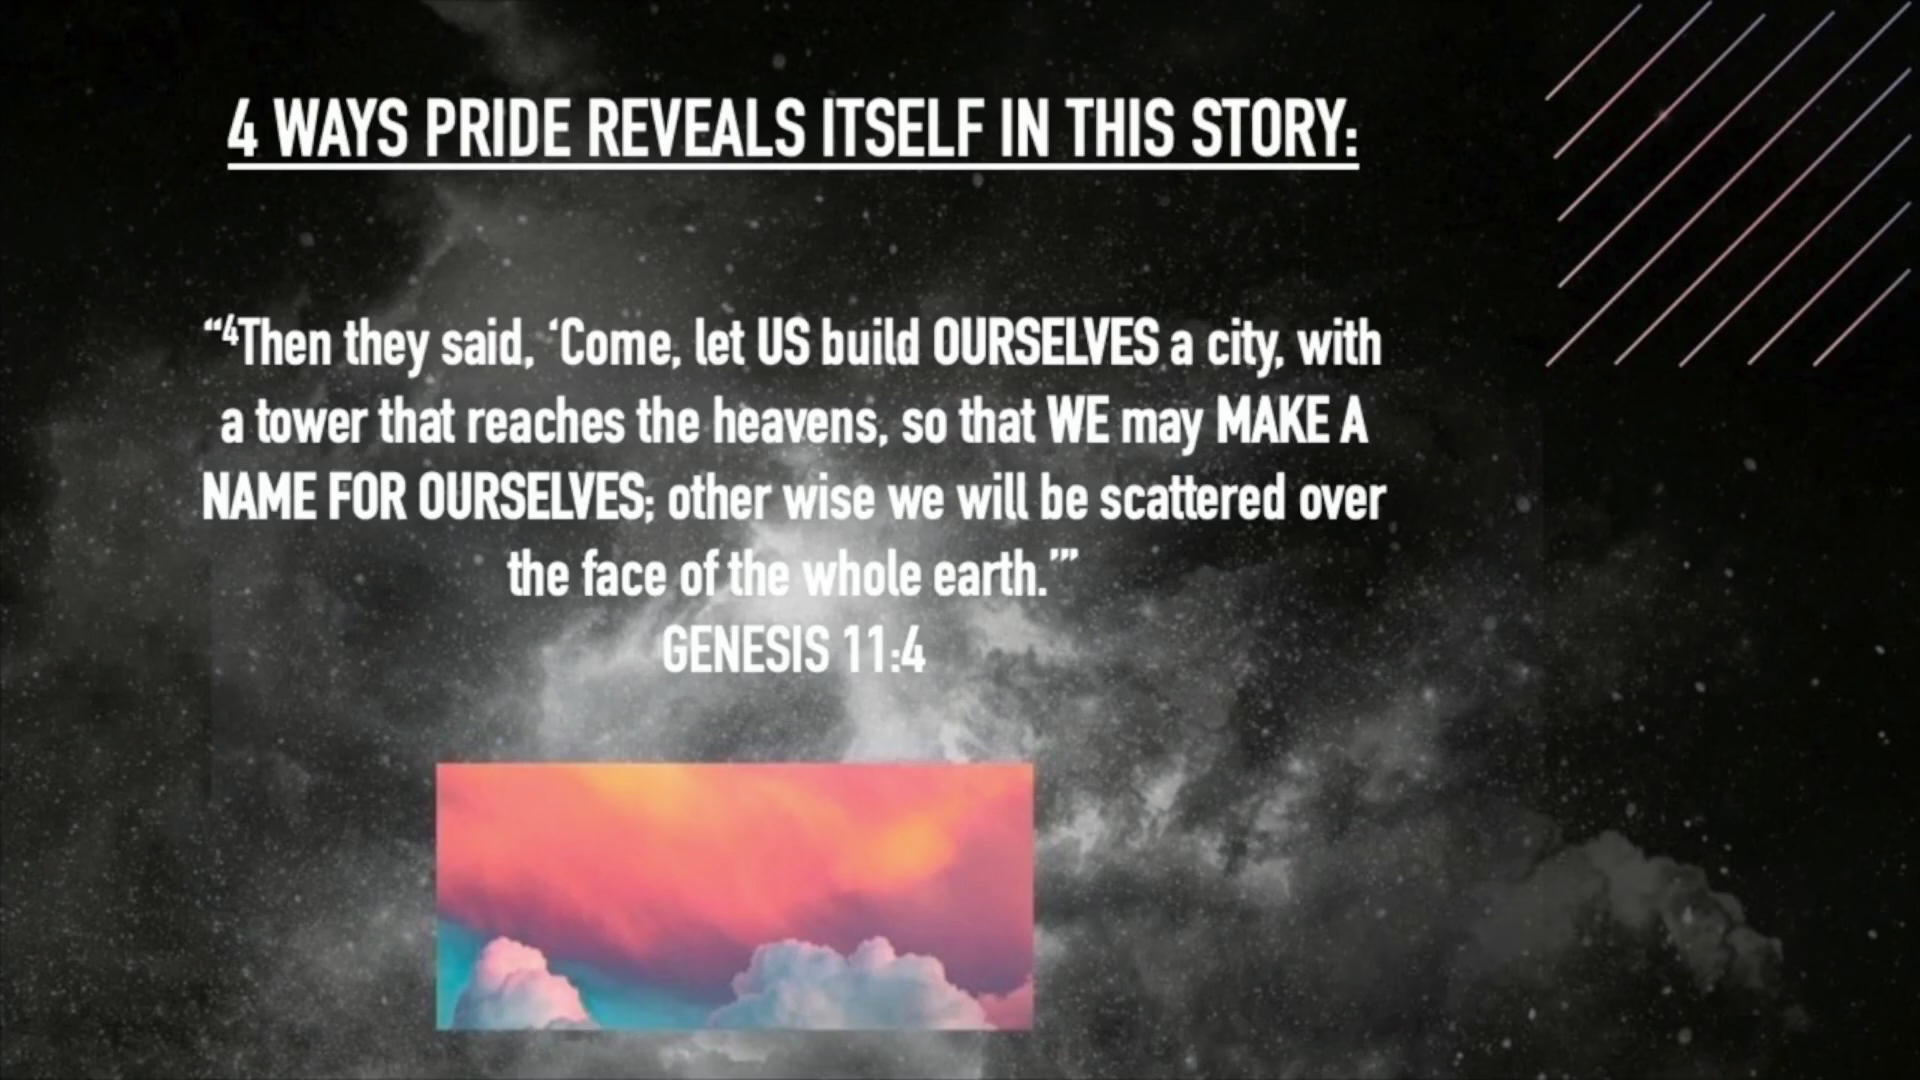 4 WAYS PRIDE REVEALS ITSELF IN THIS STORY:
“⁴Then they said, ‘Come, let US build OURSELVES a city, with
a tower that reaches the heavens, so that WE may MAKE A
NAME FOR OURSELVES; other wise we will be scattered over
the face of the whole earth.’”
GENESIS 11:4